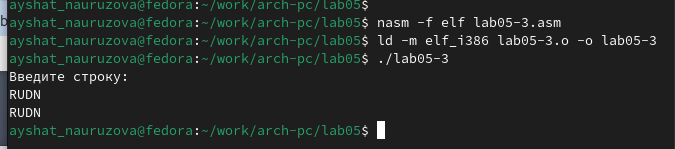 ayshat_nauruzova@fedora:~/work/arch-pc/lab05$
ayshat_nauruzova@fedora:~/work/arch-pc/lab05$ nasm -f elf lab05-3.asm
ayshat_nauruzova@fedora:~/work/arch-pc/lab05$ ld -m elf_i386 lab05-3.o -o lab05-3
ayshat_nauruzova@fedora:~/work/arch-pc/lab05$ ./lab05-3
Введите строку:
RUDN
RUDN
ayshat_nauruzova@fedora:~/work/arch-pc/lab05$